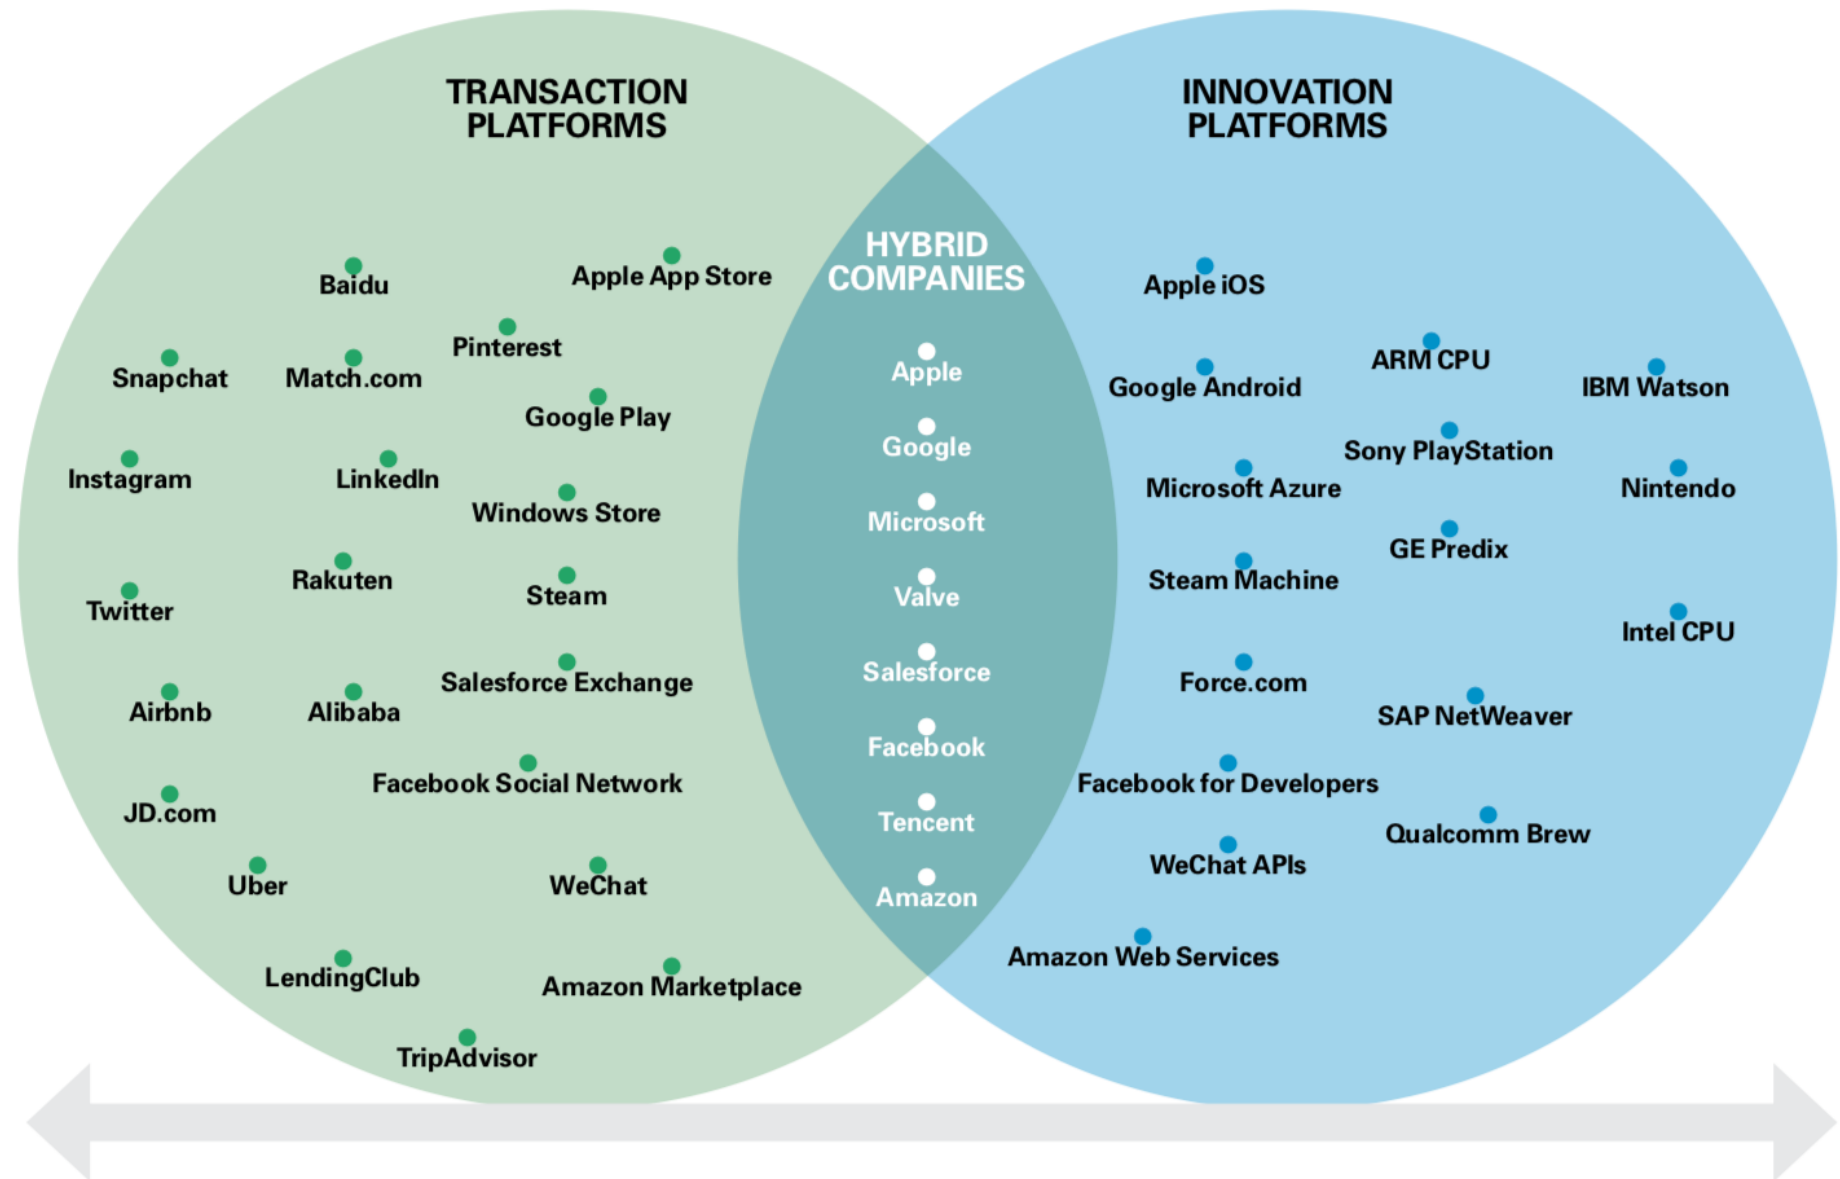 TRANSACTION
PLATFORMS
Baidu
Apple App Store
Pinterest
Snapchat
Match.com
Google Play
Instagram
LinkedIn
Windows Store
Rakuten
Steam
Twitter
Salesforce Exchange
Airbnb
Alibaba
Facebook Social Network
JD.com
Uber
WeChat
LendingClub
Amazon Marketplace
TripAdvisor
HYBRID
COMPANIES
Apple
Google
Microsoft
Valve
Salesforce
Facebook
Tencent
Amazon
INNOVATION
PLATFORMS
Apple iOS
ARM CPU
Google Android
IBM Watson
Sony PlayStation
Microsoft Azure
Nintendo
GE Predix
Steam Machine
Intel CPU
Force.com
SAP NetWeaver
Facebook for Developers
Qualcomm Brew
WeChat APIs
Amazon Web Services